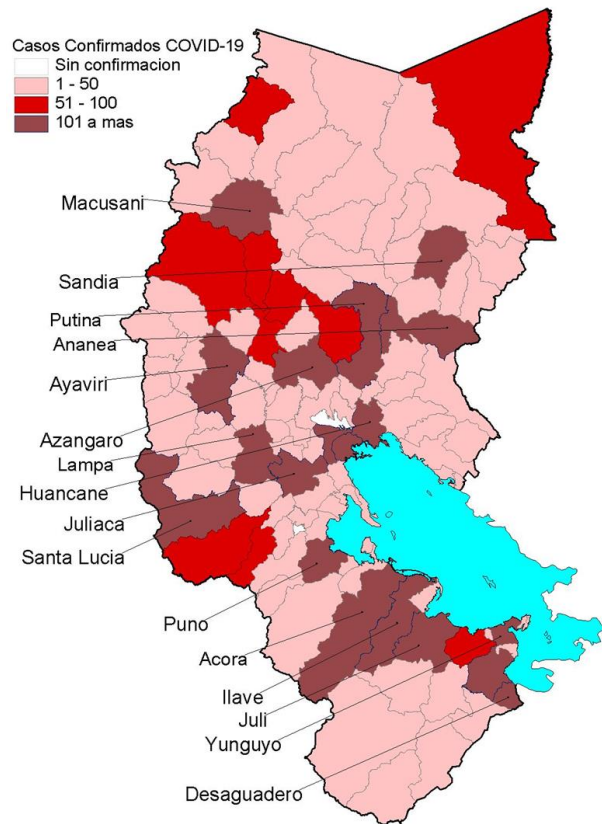 Casos Confirmados COVID-19
Sin confirmacion
1 - 50
51 - 100
101 a mas
Macusani
Sandia
Putina
Ananea
Ayaviri
Azangaro
Lampa
Huancane
Juliaca
Santa Lucia
Puno
Acora
Ilave
Juli
Yunguyo
Desaguadero